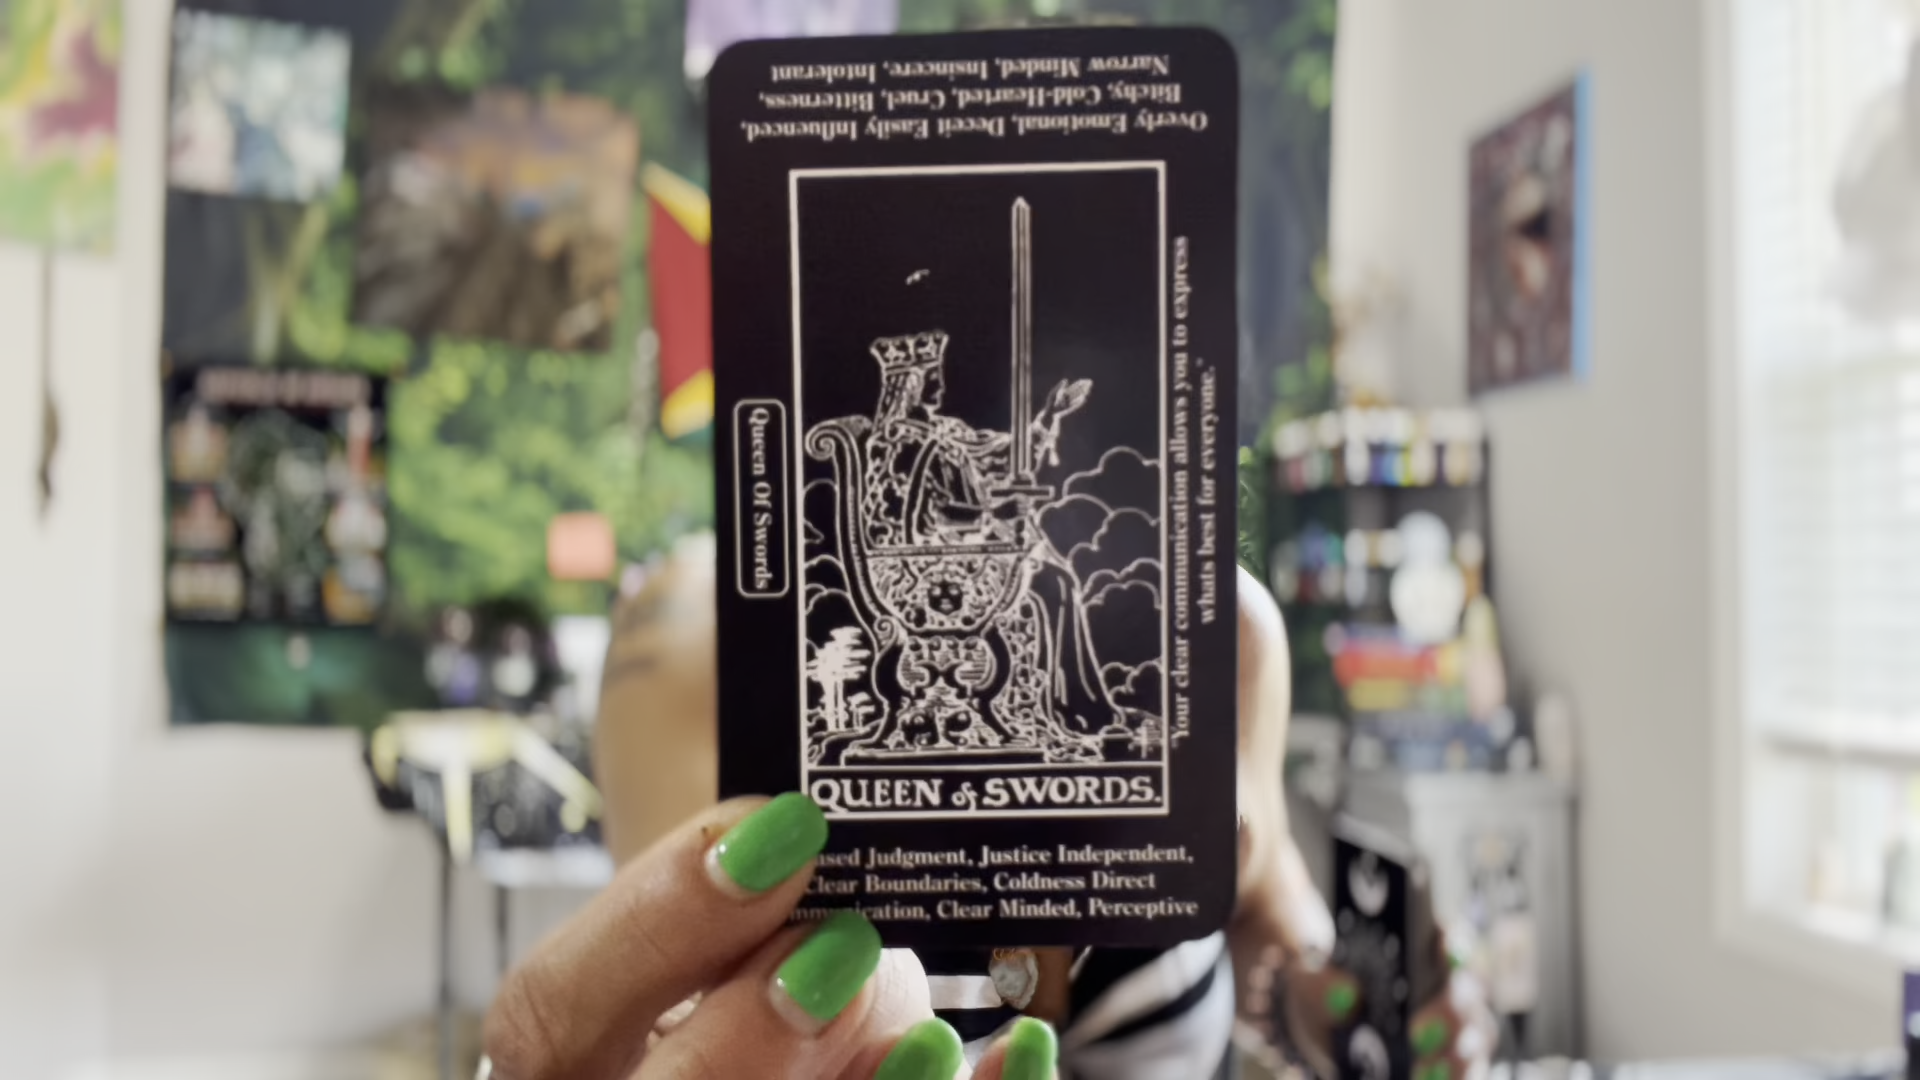 Overly Emotional, Deceit Easily Influenced,
Bitchy, Cold-Hearted, Cruel, Bitterness,
Narrow Minded, Insincere, Intolerant
Queen Of Swords
"Your clear communication allows you to express
whats best for everyone."
QUEEN of SWORDS.
Judgment, Justice Independent,
Clear Boundaries, Coldness Direct
Clear Minded, Perceptive